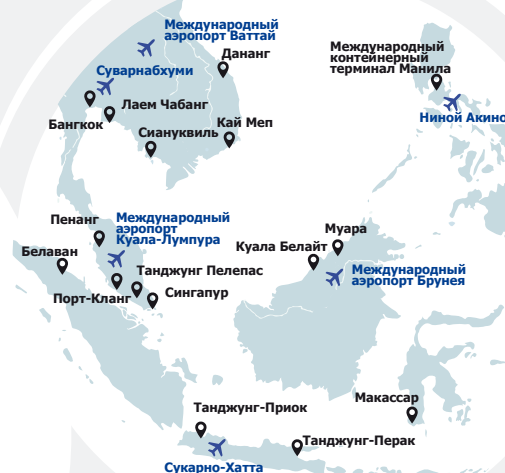 Международный
аэропорт Ваттай
Дананг
Международный
контейнерный
терминал Манила
Суварнабхуми
Лаем Чабанг
Бангкок
Сиануквиль
Кай Меп
Ниной Акино
Пенанг
Международный
аэропорт
Куала-Лумпура
Муара
Куала Белайт
Белаван
Танджунг Пелепас
Международный
аэропорт Брунея
Порт-Кланг
Сингапур
Макассар
Танджунг-Приок
Танджунг-Перак
Сукарно-Хатта